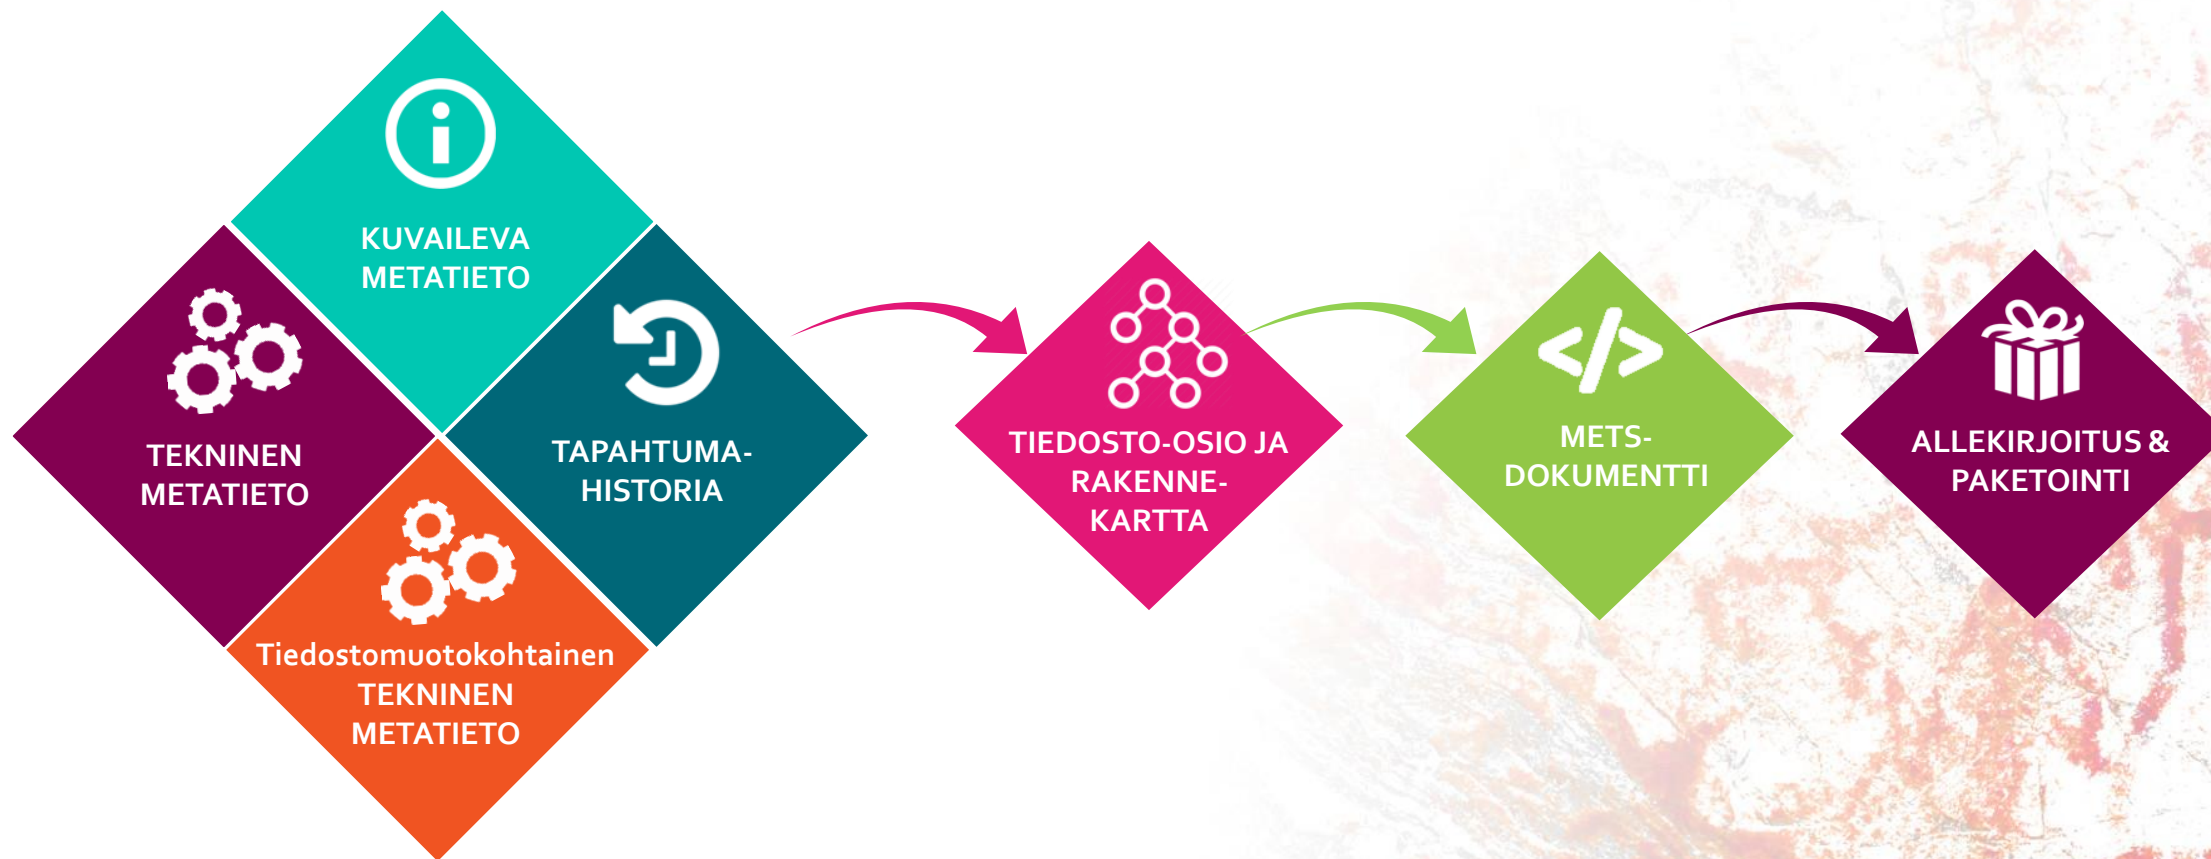 KUVAILEVA
METATIETO
TEKNINEN
METATIETO
TAPAHTUMA-
HISTORIA
Tiedostomuotokohtainen
TEKNINEN
METATIETO
TIEDOSTO-OSIO JA
RAKENNE-
KARTTA
</>
METS-
DOKUMENTTI
ALLEKIRJOITUS &
PAKETOINTI